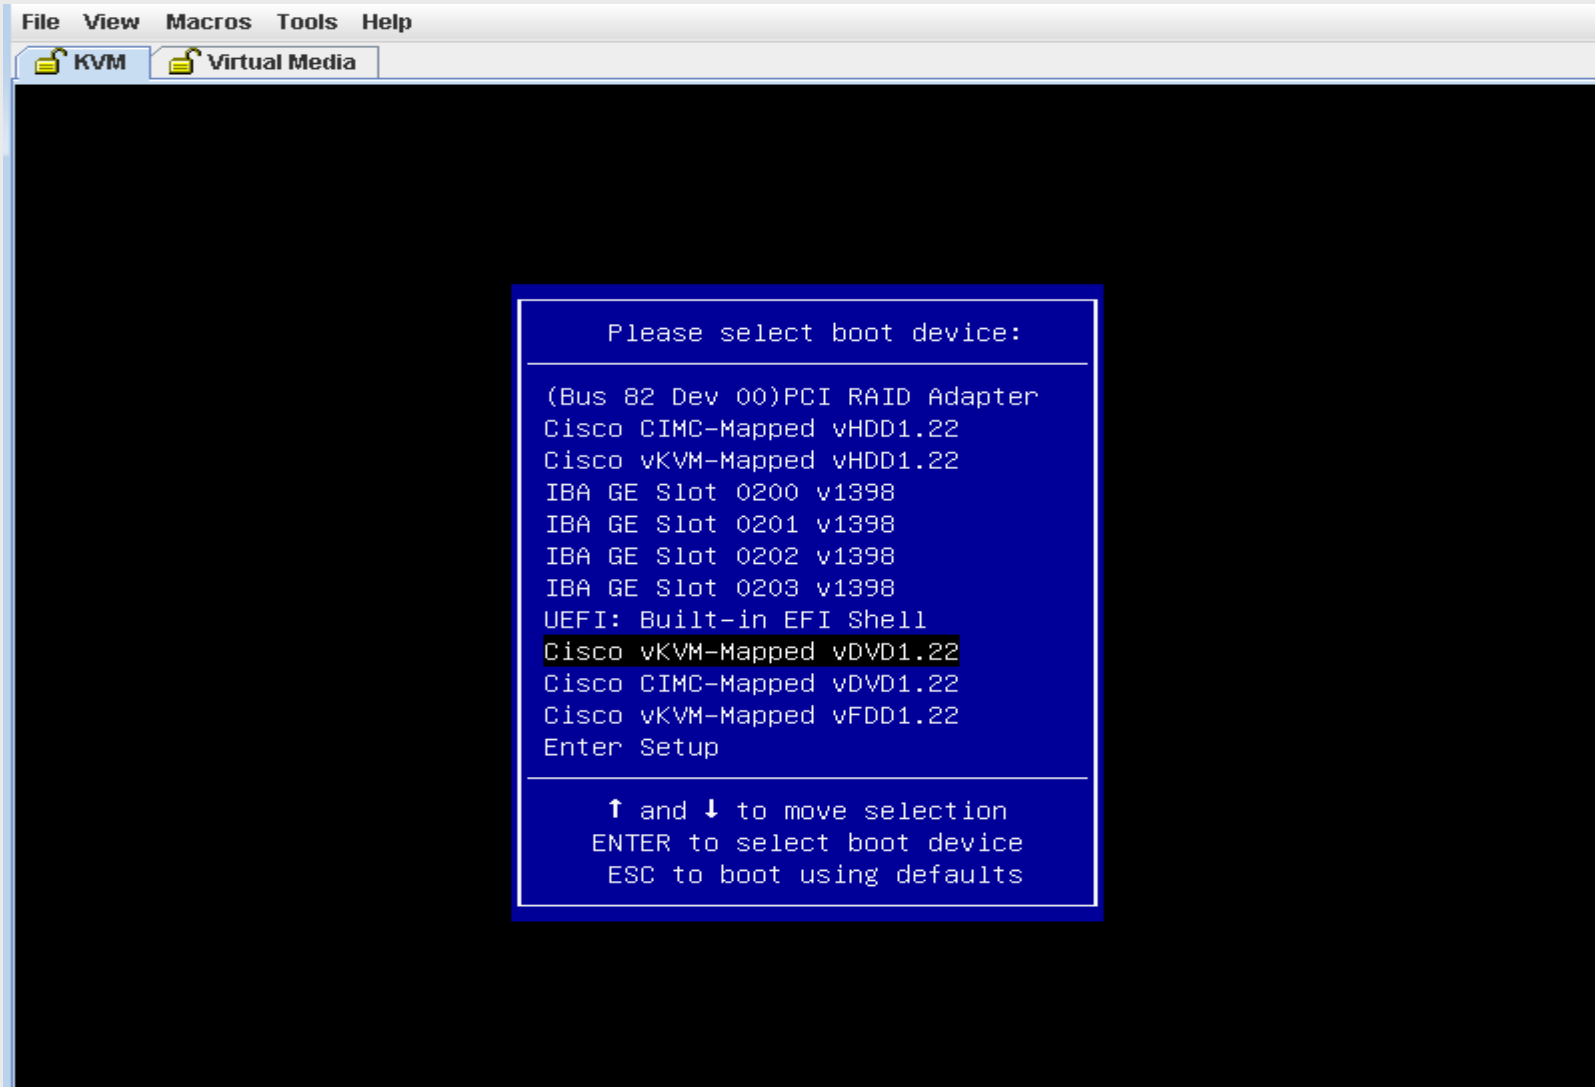 File View Macros Tools Help
KVM Virtual Media
Please select boot device:
(Bus 82 Dev 00)PCI RAID Adapter
Cisco CIMC-Mapped vHDD1.22
Cisco vKVM-Mapped vHDD1.22
IBA GE Slot 0200 v1398
IBA GE Slot 0201 v1398
IBA GE Slot 0202 v1398
IBA GE Slot 0203 v1398
UEFI: Built-in EFI Shell
Cisco vKVM-Mapped vDVD1.22
Cisco CIMC-Mapped vDVD1.22
Cisco vKVM-Mapped vFDD1.22
Enter Setup
↑ and ↓ to move selection
ENTER to select boot device
ESC to boot using defaults